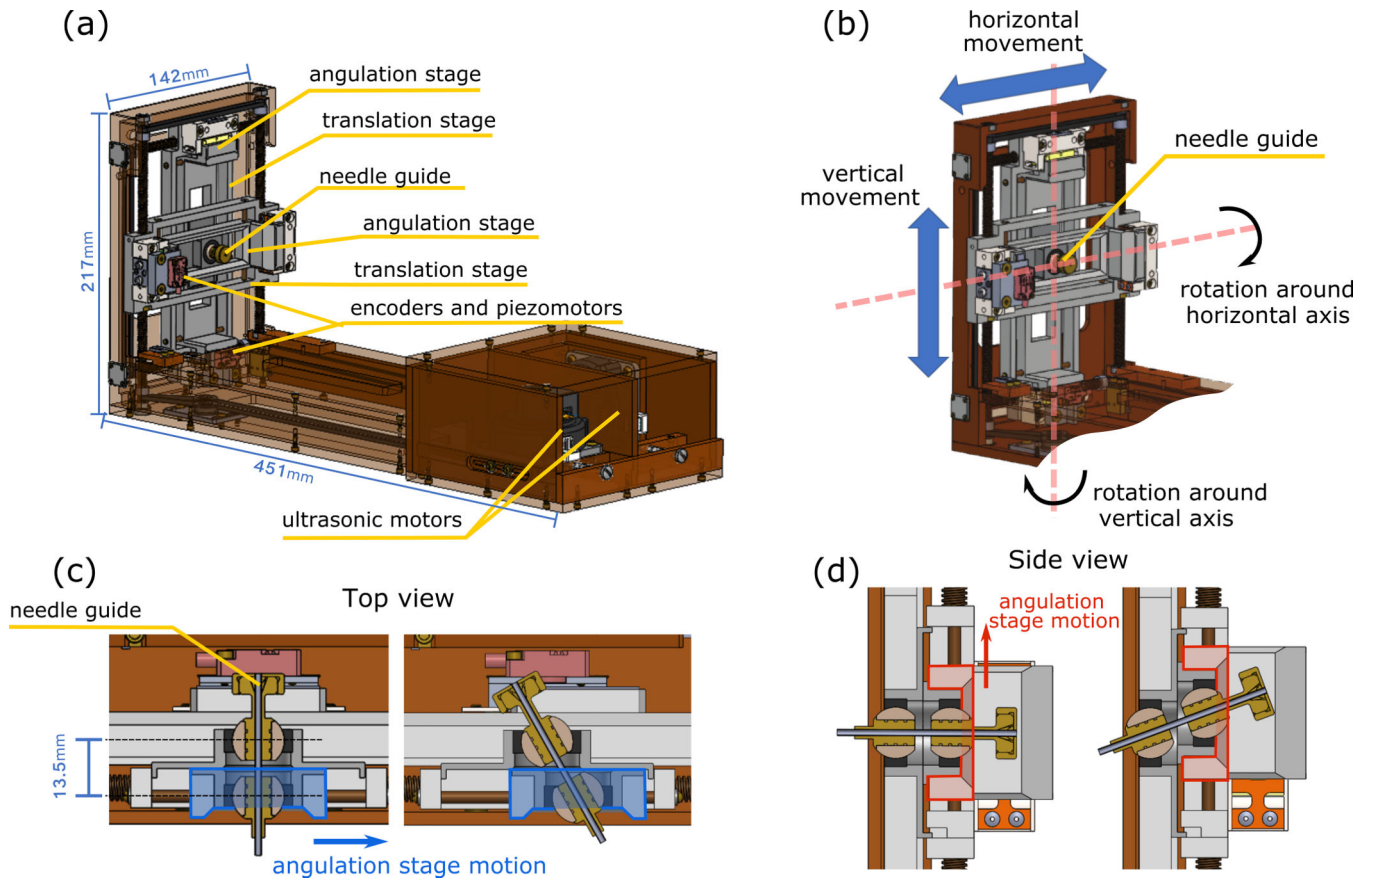 (a)
142mm
217mm
451mm
angulation stage
translation stage
needle guide
angulation stage
translation stage
encoders and piezomotors
ultrasonic motors
(b)
horizontal
movement
needle guide
vertical
movement
rotation around
horizontal axis
rotation around
vertical axis
(c)
Top view
needle guide
13.5mm
angulation stage motion
(d)
Side view
angulation
stage motion